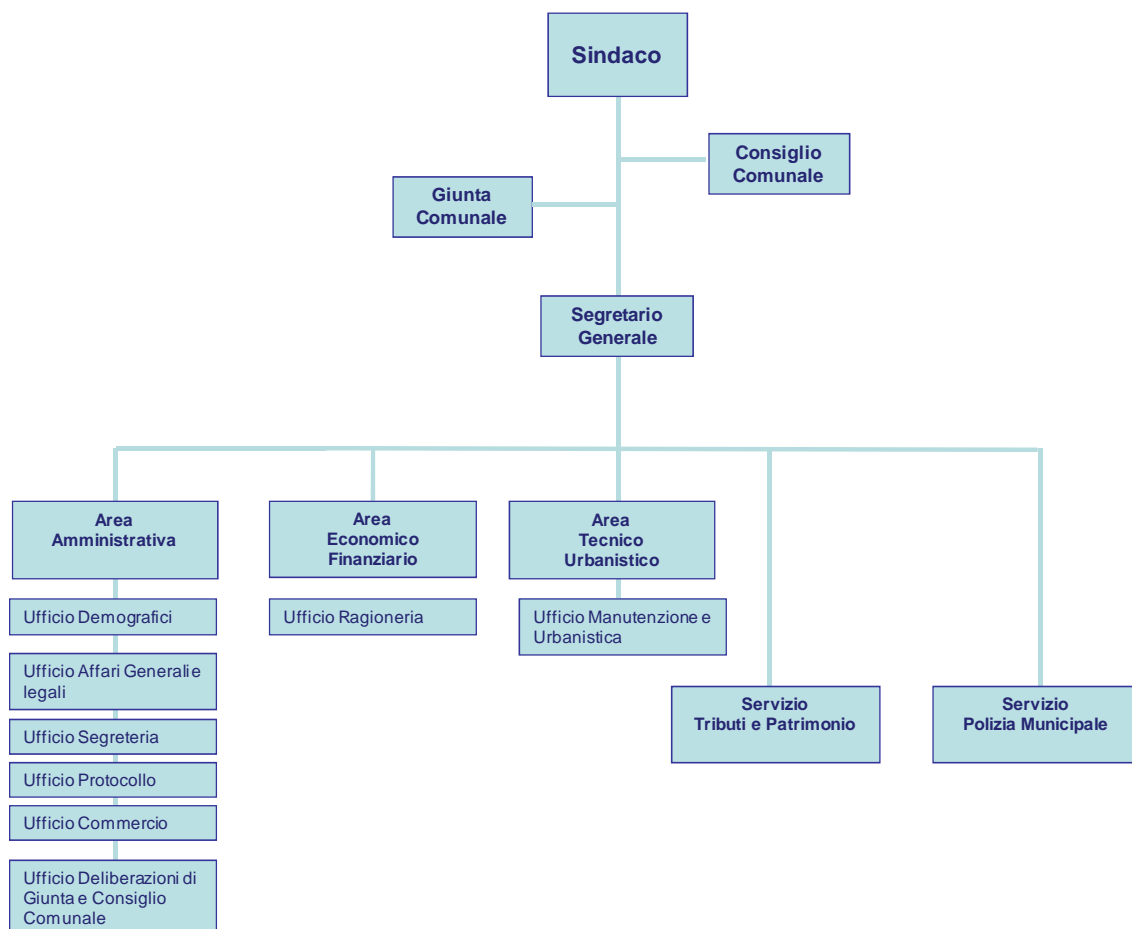 Sindaco
Consiglio
Comunale
Giunta
Comunale
Segretario
Generale
Area
Amministrativa
Area
Economico
Finanziario
Area
Tecnico
Urbanistico
Ufficio Demografici
Ufficio Ragioneria
Ufficio Manutenzione e
Urbanistica
Ufficio Affari Generali e
legali
Ufficio Segreteria
Ufficio Protocollo
Ufficio Commercio
Ufficio Deliberazioni di
Giunta e Consiglio
Comunale
Servizio
Tributi e Patrimonio
Servizio
Polizia Municipale